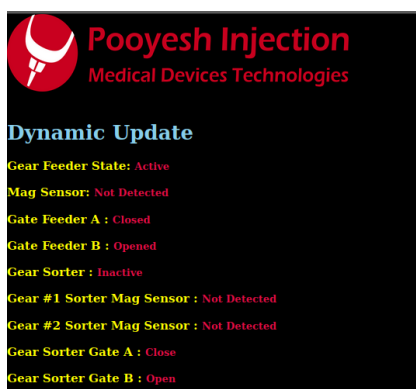 Pooyesh Injection
Medical Devices Technologies
Dynamic Update
Gear Feeder State: Active
Mag Sensor: Not Detected
Gate Feeder A : Closed
Gate Feeder B : Opened
Gear Sorter : Inactive
Gear #1 Sorter Mag Sensor : Not Detected
Gear #2 Sorter Mag Sensor : Not Detected
Gear Sorter Gate A : Close
Gear Sorter Gate B : Open